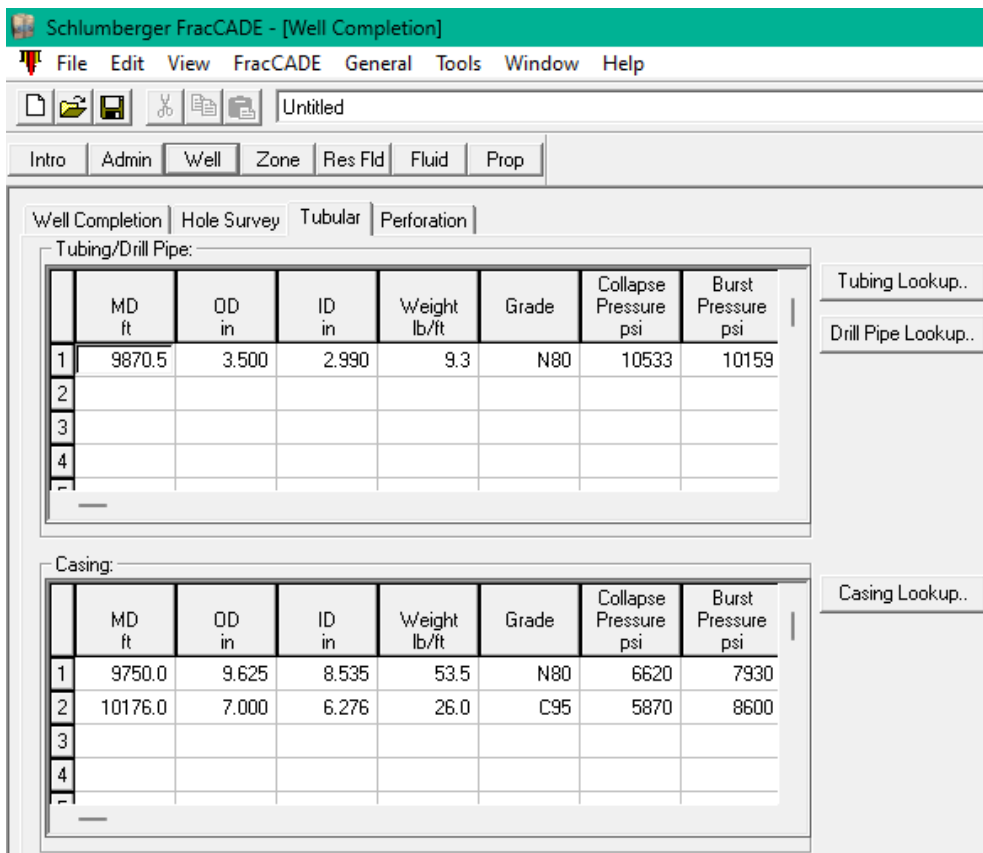 Schlumberger FracCADE - [Well Completion]
File Edit View FracCADE General Tools Window Help
Untitled
Intro Admin Well Zone Res Fld Fluid Prop
Well Completion Hole Survey Tubular Perforation
Tubing/Drill Pipe:
MD ft OD in ID in Weight lb/ft Grade Collapse Pressure psi Burst Pressure psi
1 9870.5 3.500 2.990 9.3 N80 10533 10159
2
3
4
Tubing Lookup..
Drill Pipe Lookup..
Casing:
MD ft OD in ID in Weight lb/ft Grade Collapse Pressure psi Burst Pressure psi
1 9750.0 9.625 8.535 53.5 N80 6620 7930
2 10176.0 7.000 6.276 26.0 C95 5870 8600
3
4
Casing Lookup..